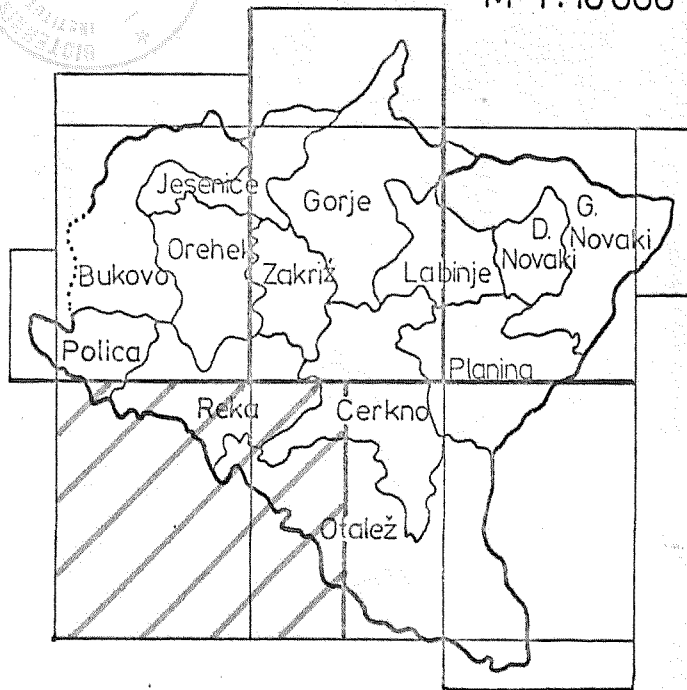 M 1:10 000
Jesenice
Gorje
G.
Novaki
D.
Novaki
Orehek
Zakriž
Labinje
Bukovo
Polica
Planina
Reka
Cerkno
Otalež